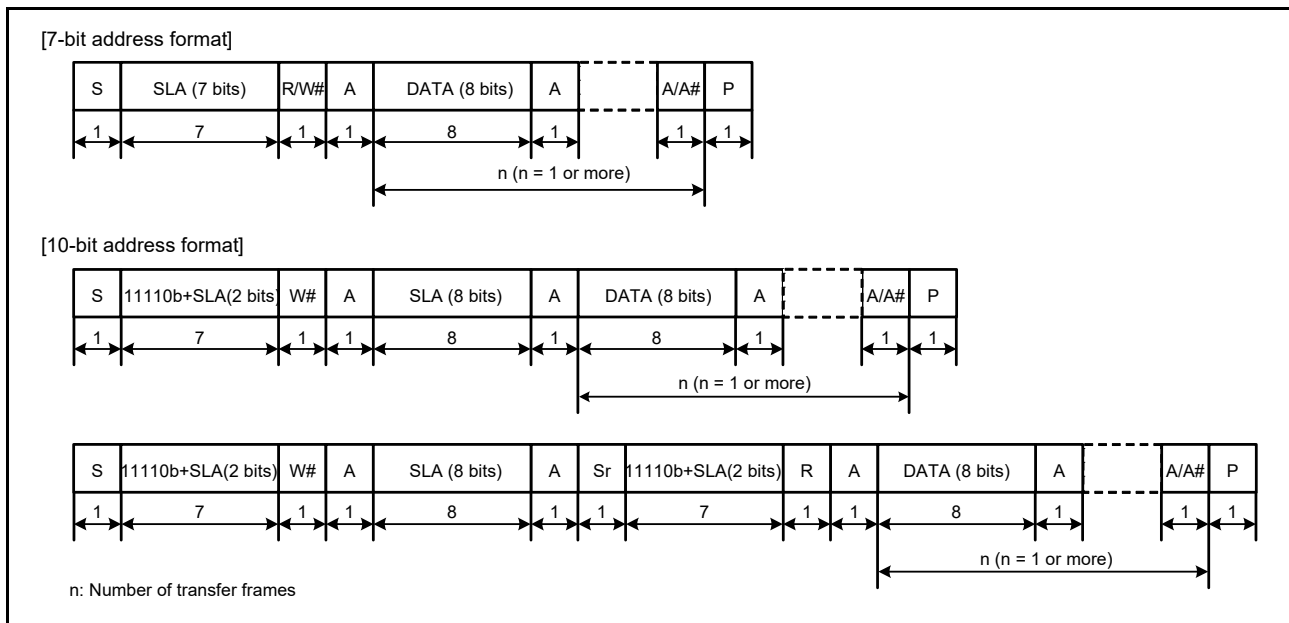 [7-bit address format]
S SLA (7 bits) R/W# A DATA (8 bits) A A/A# P
1 7 1 1 8 1 1 1
n (n = 1 or more)
[10-bit address format]
S 11110b+SLA(2 bits) W# A SLA (8 bits) A DATA (8 bits) A A/A# P
1 7 1 1 8 1 8 1 1 1
n (n = 1 or more)
S 11110b+SLA(2 bits) W# A SLA (8 bits) A Sr 11110b+SLA(2 bits) R A DATA (8 bits) A A/A# P
1 7 1 1 8 1 1 7 1 1 8 1 1 1
n (n = 1 or more)
n: Number of transfer frames